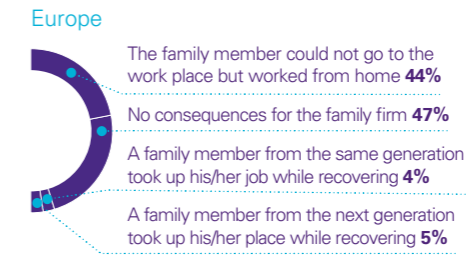 Europe
The family member could not go to the
work place but worked from home 44%
No consequences for the family firm 47%
A family member from the same generation
took up his/her job while recovering 4%
A family member from the next generation
took up his/her place while recovering 5%